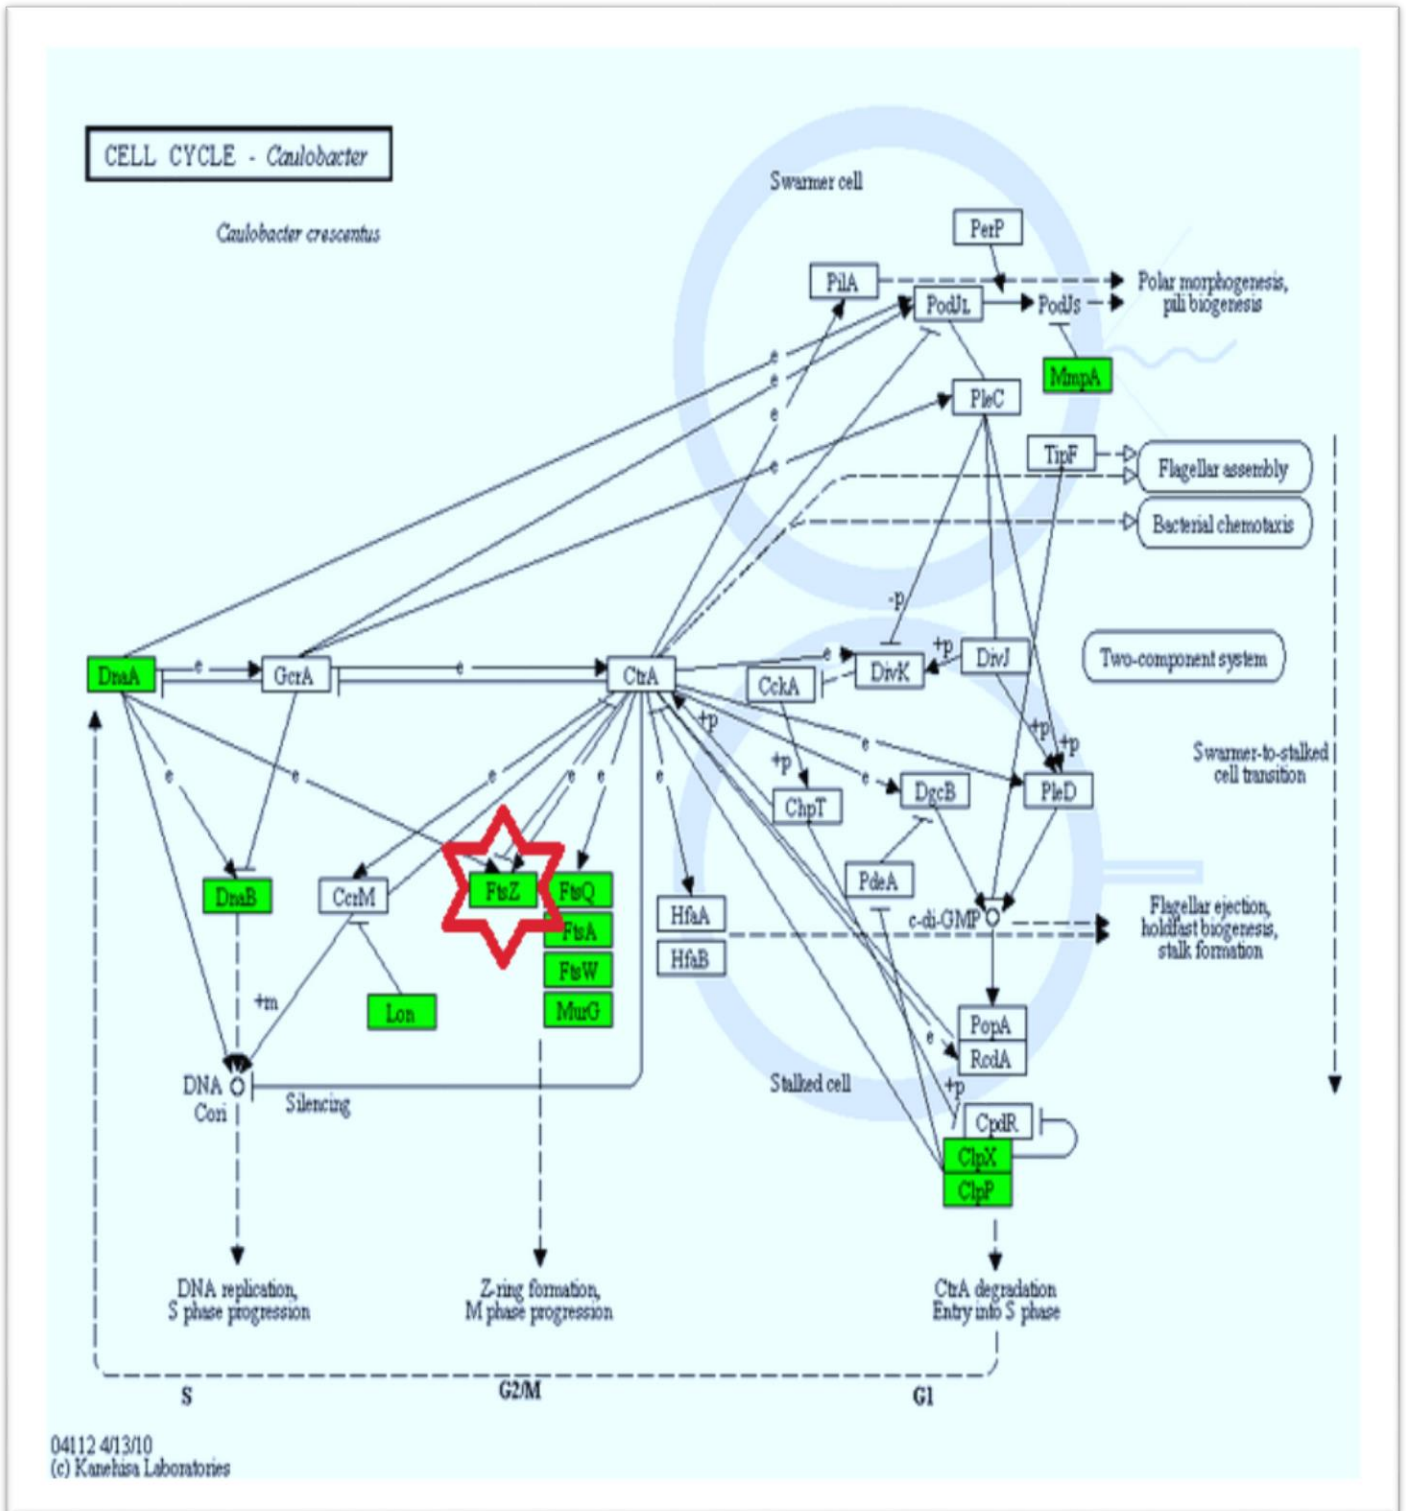 CELL CYCLE - Caulobacter
Caulobacter crescentus
Swarmer cell
PerP
PilA
Polar morphogenesis,
pili biogenesis
PodJL
PodJS
e
e
MmpA
PleC
e
TipF
Flagellar assembly
e
Bacterial chemotaxis
-p
DnaA
e
GcrA
e
CtrA
e
DivK
+p
DivJ
Two-component system
CckA
+p
+p
+p
e
Swarmer-to-stalked
cell transition
+p
e
e
e
e
e
e
e
ChpT
DgcB
PleD
DnaB
CcrM
FtsZ
FtsQ
PdeA
HfaA
c-di-GMP
Flagellar ejection,
holdfast biogenesis,
stalk formation
FtsA
HfaB
FtsW
+m
Lon
MurG
PopA
e
RcdA
DNA
Cori
Silencing
Stalked cell
+p
CpdR
ClpX
ClpP
DNA replication,
S phase progression
Z-ring formation,
M phase progression
CtrA degradation
Entry into S phase
S
G2/M
G1
04112 4/13/10
(c) Kanehisa Laboratories